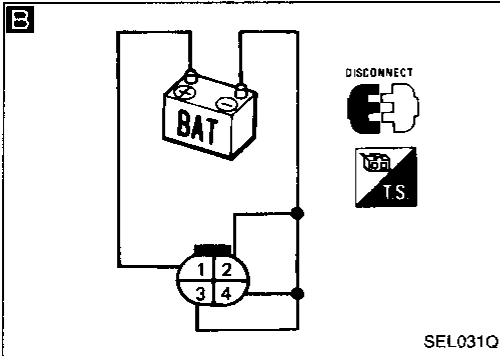 B
DISCONNECT
+
−
BAT
T.S.
1 2
3 4
SEL031Q